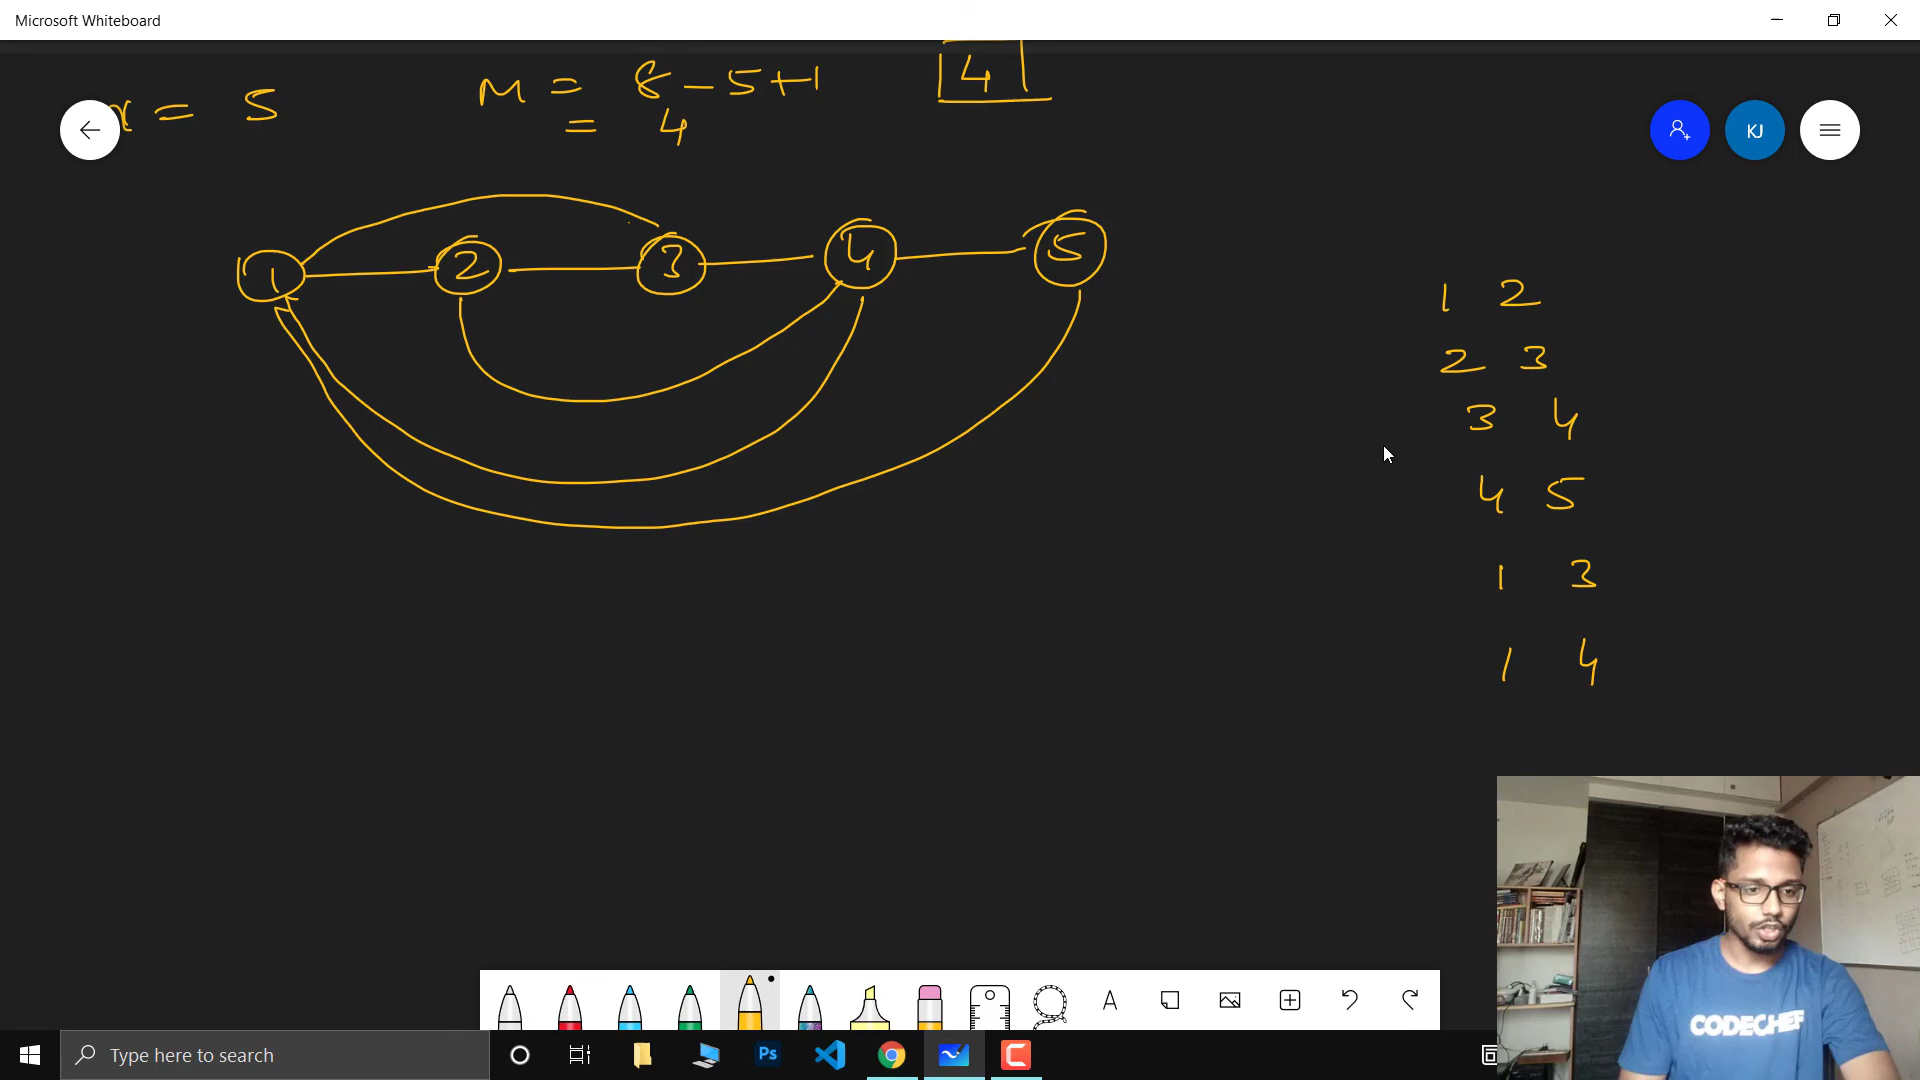 Microsoft Whiteboard
= 5
M = 8 - 5 + 1
= 4
4
KJ
1
2
3
4
5
1 2
2 3
3 4
4 5
1 3
1 4
CODECHEF
A
Type here to search
Ps